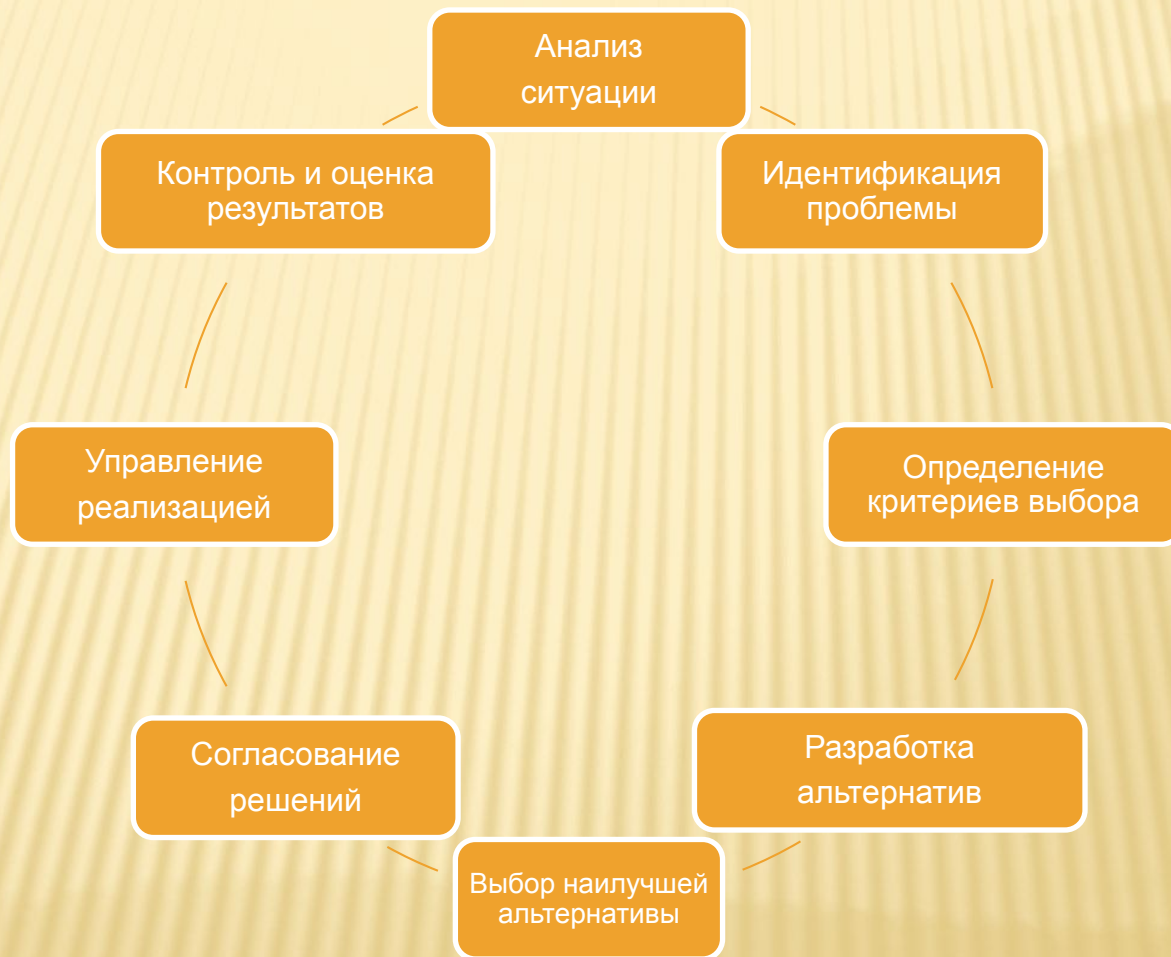 Анализ
ситуации
Идентификация
проблемы
Определение
критериев выбора
Разработка
альтернатив
Выбор наилучшей
альтернативы
Согласование
решений
Управление
реализацией
Контроль и оценка
результатов